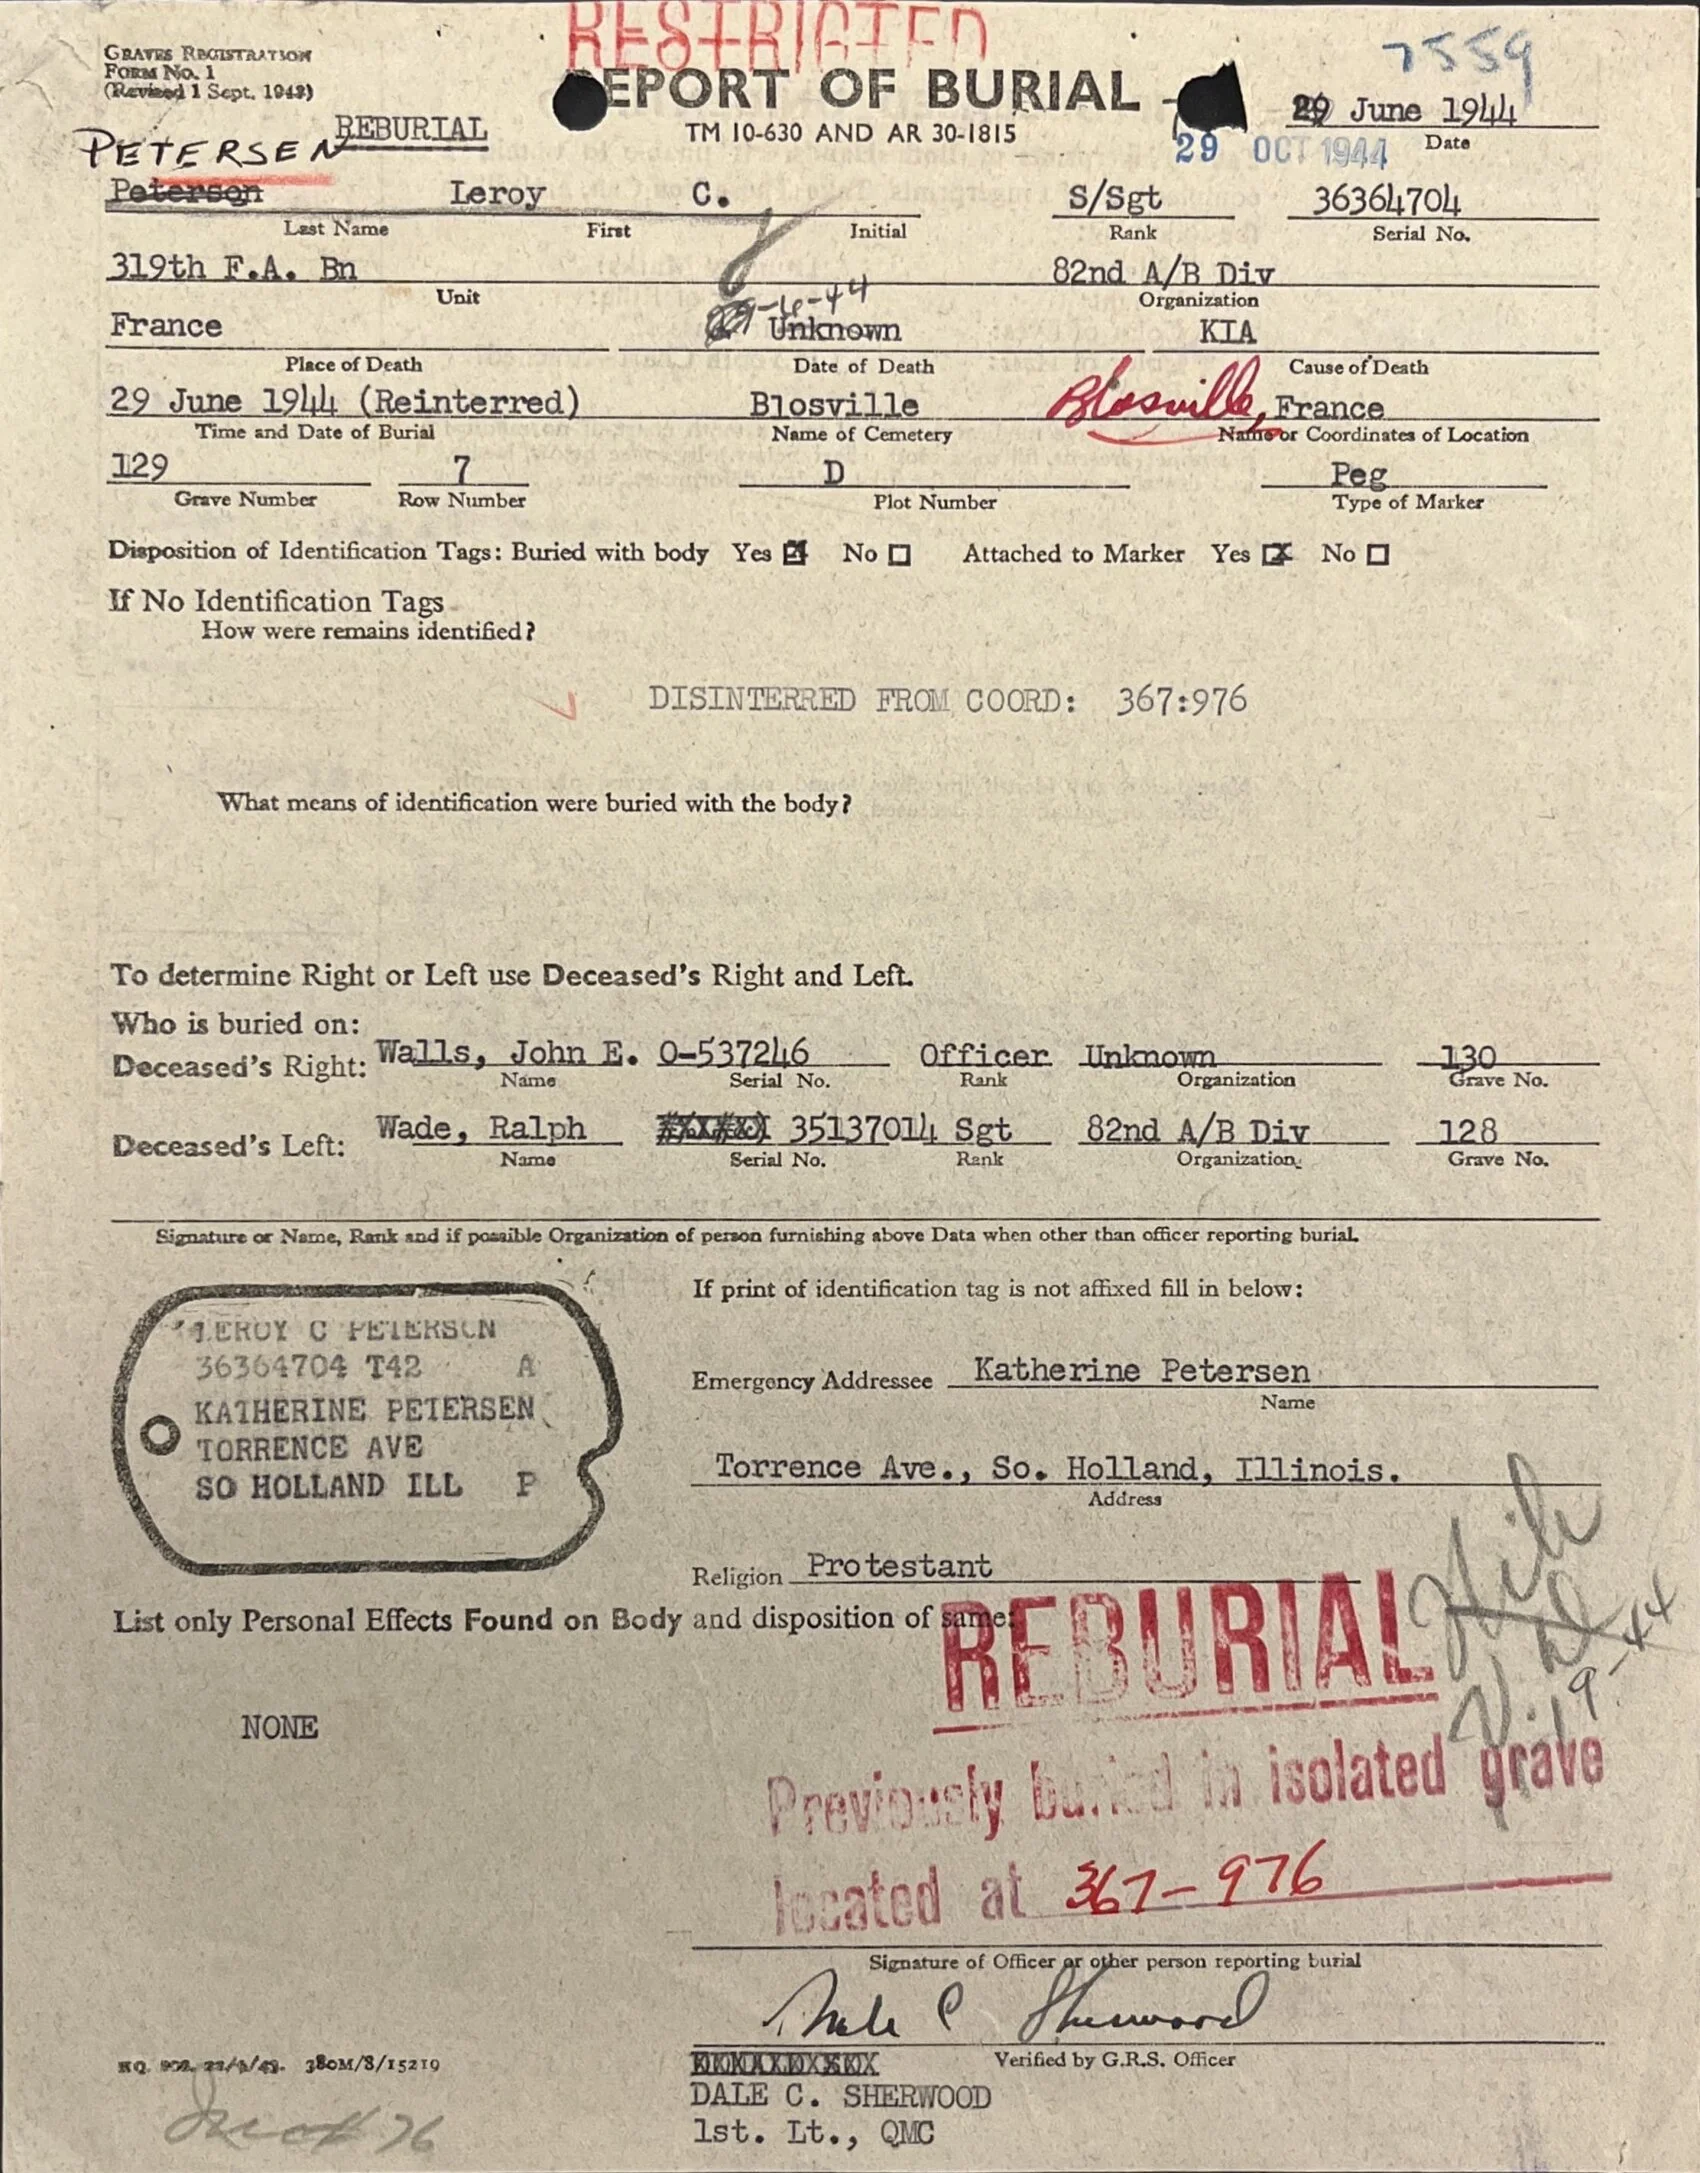 RESTRICTED
GRAVES REGISTRATION
FORM NO. 1
(Revised 1 Sept. 1943)
REPORT OF BURIAL
TM 10-630 AND AR 30-1815
7559
29 June 1944
Date
29 OCT 1944
REBURIAL
PETERSEN
Peterson Leroy C. S/Sgt 36364704
Last Name First Initial Rank Serial No.
319th F.A. Bn 82nd A/B Div
Unit Organization
-6-44
France Unknown KIA
Place of Death Date of Death Cause of Death
29 June 1944 (Reinterred) Blosville Blosville, France
Time and Date of Burial Name of Cemetery Name or Coordinates of Location
129 7 D Peg
Grave Number Row Number Plot Number Type of Marker
Disposition of Identification Tags: Buried with body Yes No Attached to Marker Yes X No
If No Identification Tags
How were remains identified?
DISINTERRED FROM COORD: 367:976
What means of identification were buried with the body?
To determine Right or Left use Deceased's Right and Left.
Who is buried on:
Deceased's Right: Walls, John E. O-537246 Officer Unknown 130
Name Serial No. Rank Organization Grave No.
Deceased's Left: Wade, Ralph 35137014 Sgt 82nd A/B Div 128
Name Serial No. Rank Organization. Grave No.
Signature or Name, Rank and if possible Organization of person furnishing above Data when other than officer reporting burial.
LEROY C PETERSEN
36364704 T42 A
KATHERINE PETERSEN
TORRENCE AVE
SO HOLLAND ILL P
If print of identification tag is not affixed fill in below:
Emergency Addressee Katherine Petersen
Name
Torrence Ave., So. Holland, Illinois.
Address
Religion Protestant
List only Personal Effects Found on Body and disposition of same:
NONE
REBURIAL
9-44
Previously buried in isolated grave
located at 367-976
Signature of Officer or other person reporting burial
Dale C Sherwood
Verified by G.R.S. Officer
DALE C. SHERWOOD
1st. Lt., QMC
380M/8/15219
76